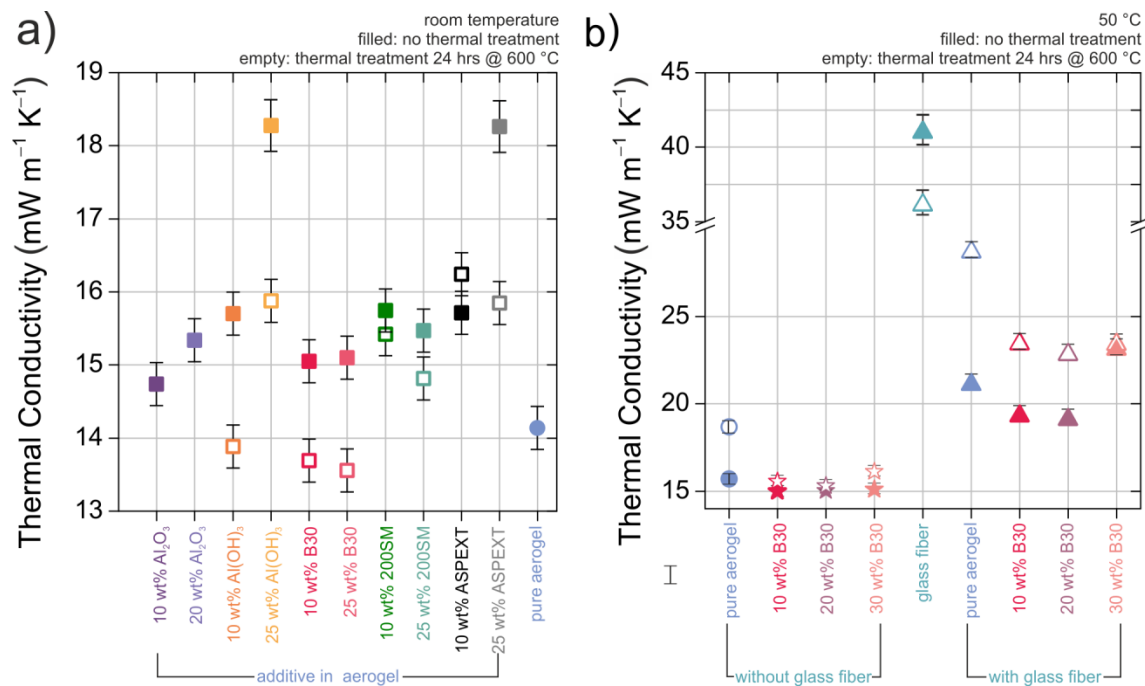 a)
room temperature
filled: no thermal treatment
empty: thermal treatment 24 hrs @ 600 °C
Thermal Conductivity (mW m⁻¹ K⁻¹)
19
18
17
16
15
14
13
10 wt% Al₂O₃
20 wt% Al₂O₃
10 wt% Al(OH)₃
25 wt% Al(OH)₃
10 wt% B30
25 wt% B30
10 wt% 200SM
25 wt% 200SM
10 wt% ASPEXT
25 wt% ASPEXT
pure aerogel
additive in aerogel
b)
50 °C
filled: no thermal treatment
empty: thermal treatment 24 hrs @ 600 °C
Thermal Conductivity (mW m⁻¹ K⁻¹)
45
40
35
25
20
15
pure aerogel
10 wt% B30
20 wt% B30
30 wt% B30
glass fiber
pure aerogel
10 wt% B30
20 wt% B30
30 wt% B30
without glass fiber
with glass fiber